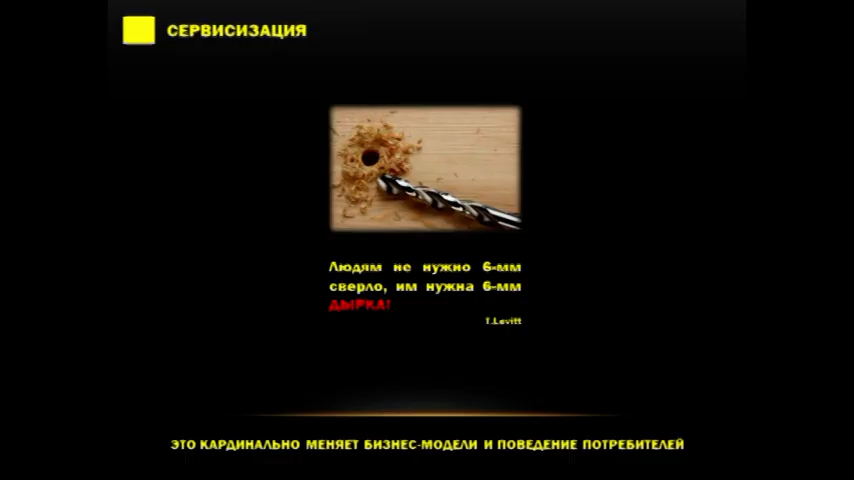 СЕРВИСИЗАЦИЯ
Людям не нужно 6-мм
сверло, им нужна 6-мм
ДЫРКА!
T.Levitt
ЭТО КАРДИНАЛЬНО МЕНЯЕТ БИЗНЕС-МОДЕЛИ И ПОВЕДЕНИЕ ПОТРЕБИТЕЛЕЙ